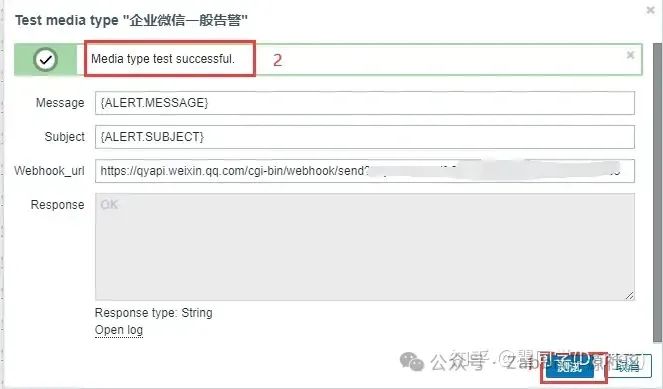 Test media type "企业微信一般告警"
Media type test successful.
2
Message {ALERT.MESSAGE}
Subject {ALERT.SUBJECT}
Webhook_url https://qyapi.weixin.qq.com/cgi-bin/webhook/send?
Response OK
Response type: String
Open log
公众号
测试 取消